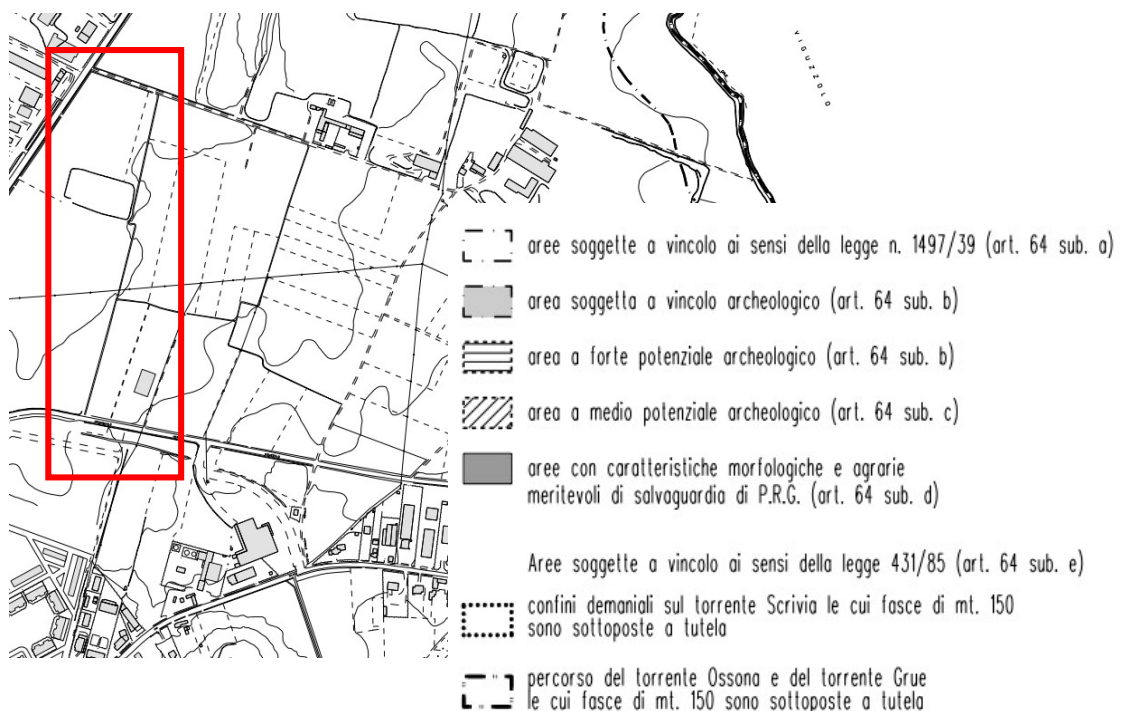 VIGUZZOLO
aree soggette a vincolo ai sensi della legge n. 1497/39 (art. 64 sub. a)
area soggetta a vincolo archeologico (art. 64 sub. b)
area a forte potenziale archeologico (art. 64 sub. b)
area a medio potenziale archeologico (art. 64 sub. c)
aree con caratteristiche morfologiche e agrarie
meritevoli di salvaguardia di P.R.G. (art. 64 sub. d)
Aree soggette a vincolo ai sensi della legge 431/85 (art. 64 sub. e)
confini demaniali sul torrente Scrivia le cui fasce di mt. 150
sono sottoposte a tutela
percorso del torrente Ossona e del torrente Grue
le cui fasce di mt. 150 sono sottoposte a tutela